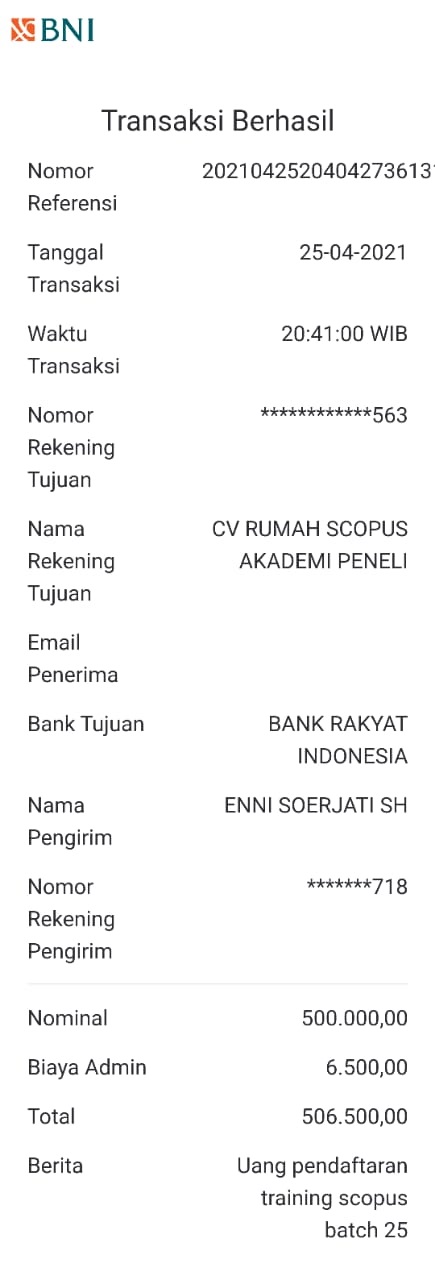 BNI
Transaksi Berhasil
Nomor Referensi 2021042520404273613
Tanggal Transaksi 25-04-2021
Waktu Transaksi 20:41:00 WIB
Nomor Rekening Tujuan ************563
Nama Rekening Tujuan CV RUMAH SCOPUS AKADEMI PENELI
Email Penerima
Bank Tujuan BANK RAKYAT INDONESIA
Nama Pengirim ENNI SOERJATI SH
Nomor Rekening Pengirim *******718
Nominal 500.000,00
Biaya Admin 6.500,00
Total 506.500,00
Berita Uang pendaftaran training scopus batch 25